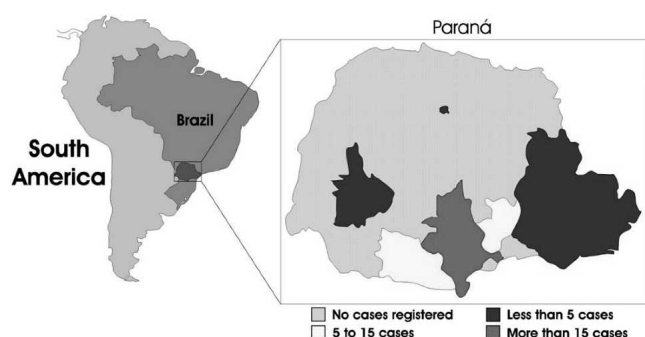 Paraná
Brazil
South
America
No cases registered
Less than 5 cases
5 to 15 cases
More than 15 cases